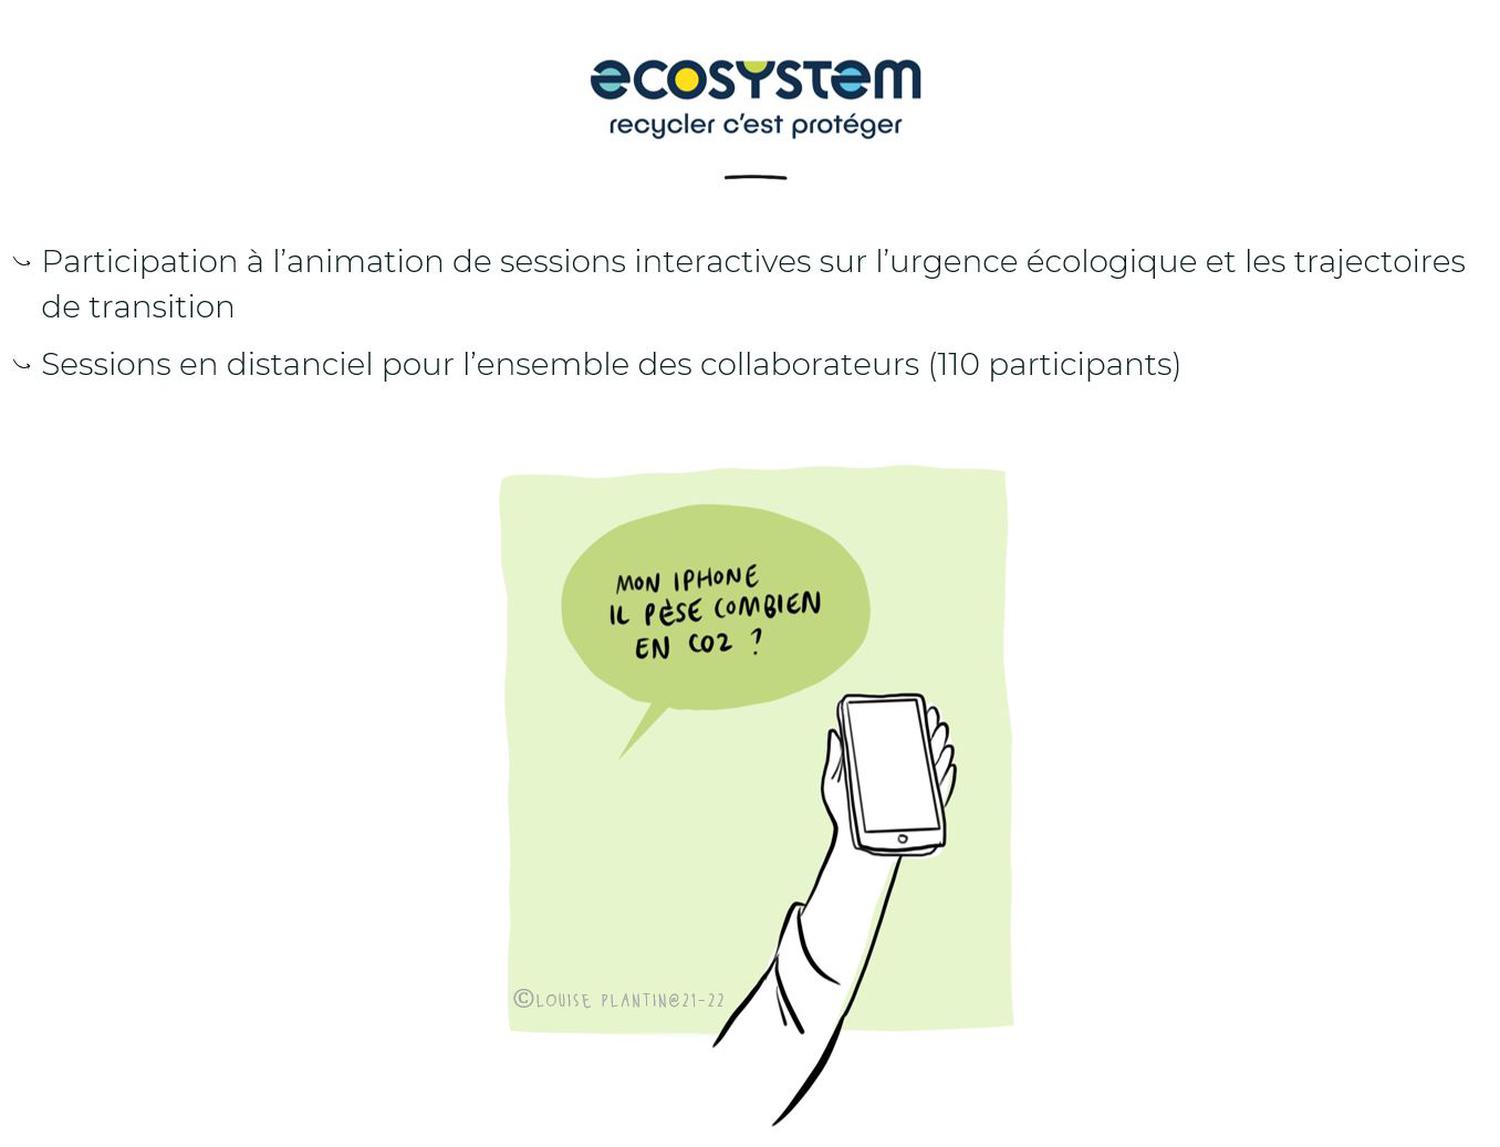 ecosystem
recycler c'est protéger
Participation à l’animation de sessions interactives sur l’urgence écologique et les trajectoires
de transition
Sessions en distanciel pour l’ensemble des collaborateurs (110 participants)
MON IPHONE
IL PÈSE COMBIEN
EN CO2 ?
©LOUISE PLANTIN@21-22